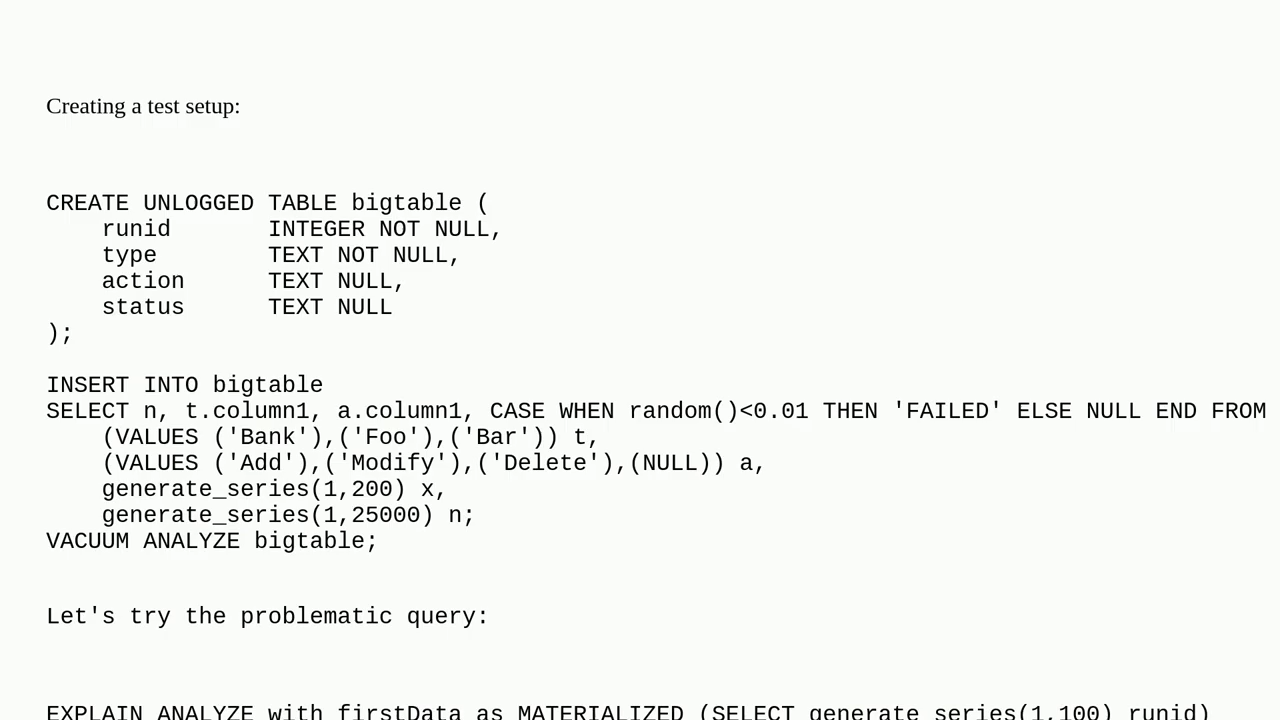 Creating a test setup:
CREATE UNLOGGED TABLE bigtable (
    runid       INTEGER NOT NULL,
    type        TEXT NOT NULL,
    action      TEXT NULL,
    status      TEXT NULL
);
INSERT INTO bigtable
SELECT n, t.column1, a.column1, CASE WHEN random()<0.01 THEN 'FAILED' ELSE NULL END FROM
    (VALUES ('Bank'),('Foo'),('Bar')) t,
    (VALUES ('Add'),('Modify'),('Delete'),(NULL)) a,
    generate_series(1,200) x,
    generate_series(1,25000) n;
VACUUM ANALYZE bigtable;
Let's try the problematic query:
EXPLAIN ANALYZE with firstData as MATERIALIZED (SELECT generate_series(1,100) runid)